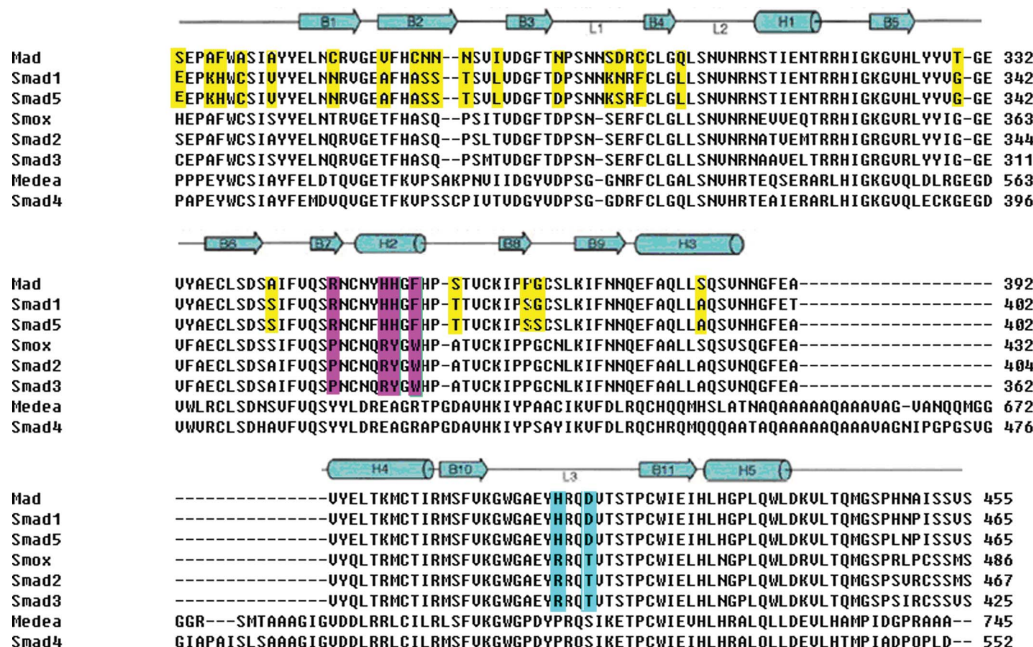 B1 B2 B3 L1 B4 L2 H1 B5
Mad SEPAFWASIAYYELNCRVGEVFHCNN--NSVIVDGFTNPSNNSDRCCLGQLSNVNRNSTIENTRRHIGKGVHLYYVT-GE 332
Smad1 EEPKHWCSIVYYELNNRVGEAFHASS--TSVLVDGFTDPSNNKNRFCLGLLSNVNRNSTIENTRRHIGKGVHLYYVG-GE 342
Smad5 EEPKHWCSIVYYELNNRVGEAFHASS--TSVLVDGFTDPSNNKSRFCLGLLSNVNRNSTIENTRRHIGKGVHLYYVG-GE 342
Smox HEPAFWCSISYYELNTRVGETFHASQ--PSITVDGFTDPSN-SERFCLGLLSNVNRNEVVEQTRRHIGKGVRLYYIG-GE 363
Smad2 SEPAFWCSIAYYELNQRVGETFHASQ--PSLTVDGFTDPSN-SERFCLGLLSNVNRNATVEMTRRHIGRGVRLYYIG-GE 344
Smad3 CEPAFWCSISYYELNQRVGETFHASQ--PSMTVDGFTDPSN-SERFCLGLLSNVNRNAAVELTRRHIGRGVRLYYIG-GE 311
Medea PPPEYWCSIAYFELDTQVGETFKVPSAKPNVIIDGYVDPSG-GNRFCLGALSNVHRTEQSERARLHIGKGVQLDLRGEGD 563
Smad4 PAPEYWCSIAYFEMDVQVGETFKVPSSCPIVTVDGYVDPSG-GDRFCLGQLSNVHRTEAIERARLHIGKGVQLECKGEGD 396
B6 B7 H2 B8 B9 H3
Mad VYAECLSDSAIFVQSRNCNYHHGFHP-STVCKIPPGCSLKIFNNQEFAQLLSQSVNNGFEA--------------- 392
Smad1 VYAECLSDSSIFVQSRNCNYHHGFHP-TTVCKIPSGCSLKIFNNQEFAQLLAQSVNHGFET--------------- 402
Smad5 VYAECLSDSSIFVQSRNCNFHHGFHP-TTVCKIPSSCSLKIFNNQEFAQLLAQSVNHGFEA--------------- 402
Smox VFAECLSDSSIFVQSPNCNQRYGWHP-ATVCKIPPGCNLKIFNNQEFAALLSQSVSQGFEA--------------- 432
Smad2 VFAECLSDSAIFVQSPNCNQRYGWHP-ATVCKIPPGCNLKIFNNQEFAALLAQSVNQGFEA--------------- 404
Smad3 VFAECLSDSAIFVQSPNCNQRYGWHP-ATVCKIPPGCNLKIFNNQEFAALLAQSVNQGFEA--------------- 362
Medea VWLRCLSDNSVFVQSYYLDREAGRTPGDAVHKIYPAACIKVFDLRQCHQQMHSLATNAQAAAAAQAAAVAG-VANQQMGG 672
Smad4 VWVRCLSDHAVFVQSYYLDREAGRAPGDAVHKIYPSAYIKVFDLRQCHRQMQQQAATAQAAAAAQAAAVAGNIPGPGSVG 476
H4 B10 L3 B11 H5
Mad ---------------VYELTKMCTIRMSFVKGWGAEYHRQDVTSTPCWIEIHLHGPLQWLDKVLTQMGSPHNAISSVS 455
Smad1 ---------------VYELTKMCTIRMSFVKGWGAEYHRQDVTSTPCWIEIHLHGPLQWLDKVLTQMGSPHNPISSVS 465
Smad5 ---------------VYELTKMCTIRMSFVKGWGAEYHRQDVTSTPCWIEIHLHGPLQWLDKVLTQMGSPLNPISSVS 465
Smox ---------------VYQLTRMCTIRMSFVKGWGAEYRRQTVTSTPCWIEIHLNGPLQWLDRVLTQMGSPRLPCSSMS 486
Smad2 ---------------VYQLTRMCTIRMSFVKGWGAEYRRQTVTSTPCWIELHLNGPLQWLDKVLTQMGSPSVRCSSMS 467
Smad3 ---------------VYQLTRMCTIRMSFVKGWGAEYRRQTVTSTPCWIELHLNGPLQWLDKVLTQMGSPSIRCSSVS 425
Medea GGR---SMTAAAGIGVDDLRRLCILRLSFVKGWGPDYPRQSIKETPCWIEVHLHRALQLLDEVLHAMPIDGPRAAA-- 745
Smad4 GIAPAISLSAAAGIGVDDLRRLCILRMSFVKGWGPDYPRQSIKETPCWIEIHLHRALQLLDEVLHTMPIADPQPLD-- 552